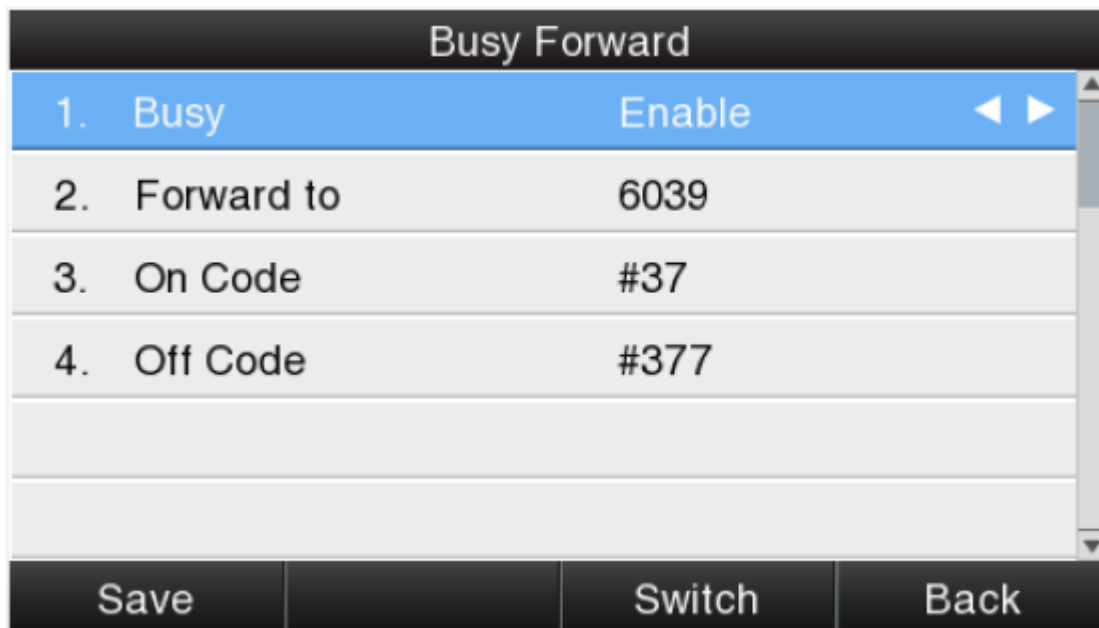 Busy Forward
1. Busy Enable
2. Forward to 6039
3. On Code #37
4. Off Code #377
Save Switch Back